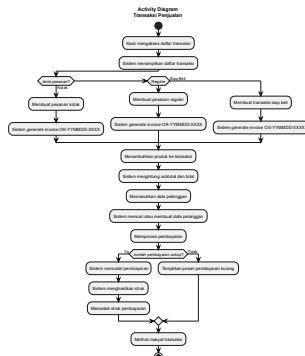 Activity Diagram
Transaksi Penjualan
Kasir mengakses daftar transaksi
Sistem menampilkan daftar transaksi
Jenis pesanan?
Reguler
Siap Beli
Kotak
Membuat pesanan kotak
Membuat pesanan reguler
Membuat transaksi siap beli
Sistem generate invoice OK-YYMMDD-XXXX
Sistem generate invoice OR-YYMMDD-XXXX
Sistem generate invoice OS-YYMMDD-XXXX
Menambahkan produk ke transaksi
Sistem menghitung subtotal dan total
Memasukkan data pelanggan
Sistem mencari atau membuat data pelanggan
Memproses pembayaran
Jumlah pembayaran cukup?
Ya
Tidak
Sistem mencatat pembayaran
Tampilkan pesan pembayaran kurang
Sistem menghasilkan struk
Mencetak struk pembayaran
Melihat riwayat transaksi